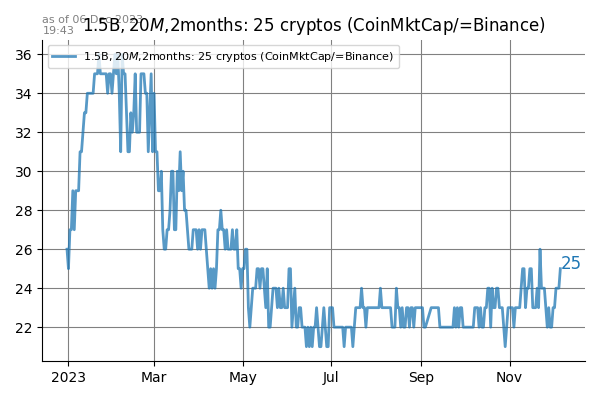 as of 06 Dec 2023
19:43
1.5B, 20M,2months: 25 cryptos (CoinMktCap/=Binance)
1.5B, 20M,2months: 25 cryptos (CoinMktCap/=Binance)
36
34
32
30
28
26
24
22
25
2023
Mar
May
Jul
Sep
Nov